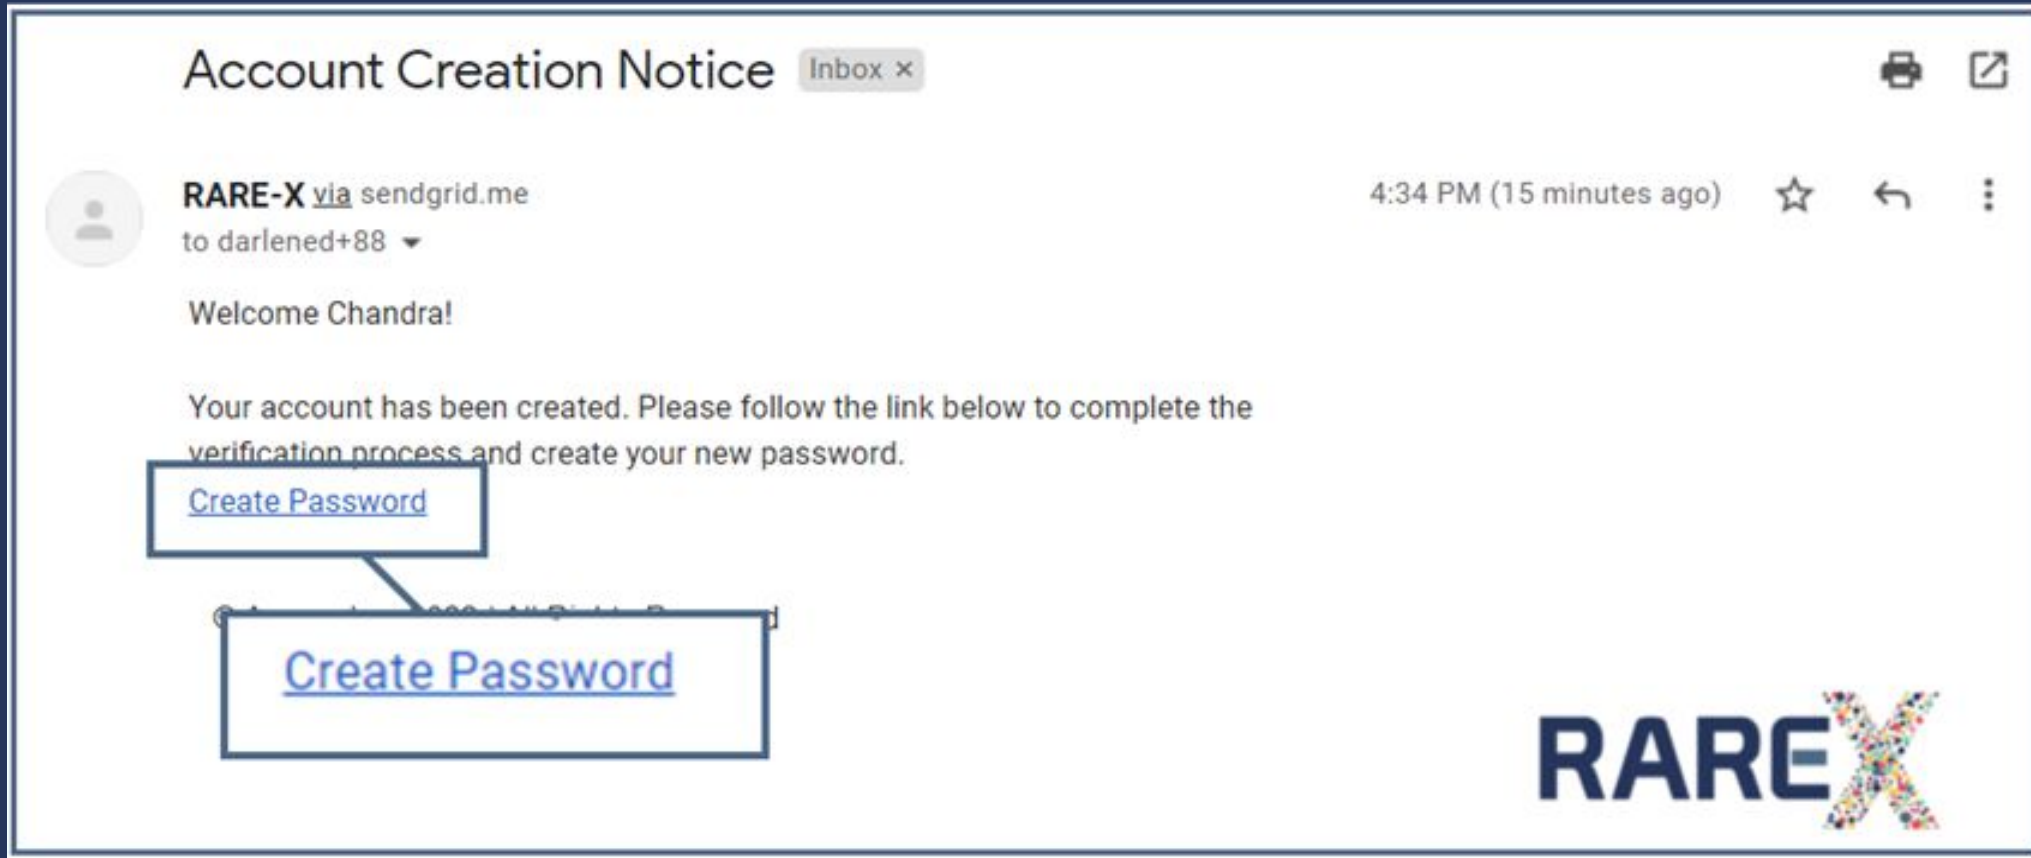 Account Creation Notice Inbox ×
RARE-X via sendgrid.me 4:34 PM (15 minutes ago)
to darlened+88
Welcome Chandra!
Your account has been created. Please follow the link below to complete the
verification process and create your new password.
Create Password
Create Password
RAREX